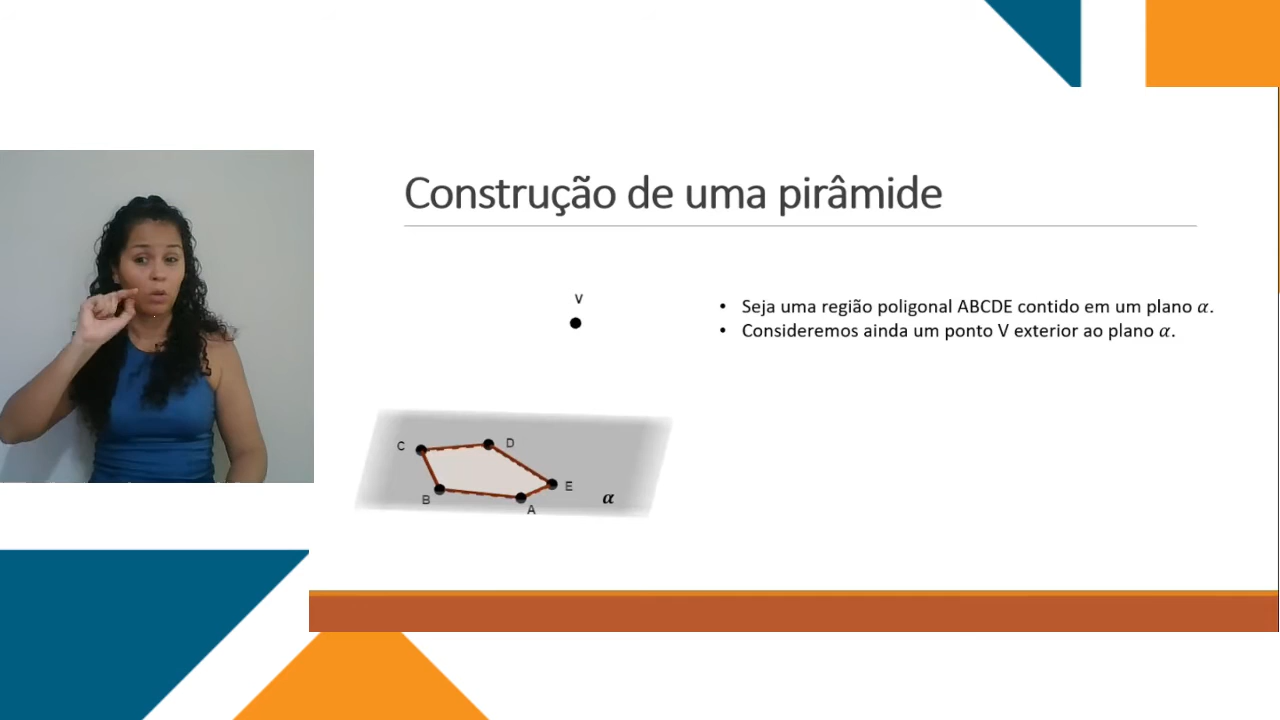 Construção de uma pirâmide
V
• Seja uma região poligonal ABCDE contido em um plano α.
• Consideremos ainda um ponto V exterior ao plano α.
C
D
E
B
A
α